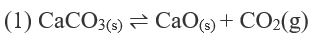 (1) CaCO₃₍ₛ₎ ⇌ CaO₍ₛ₎ + CO₂(g)